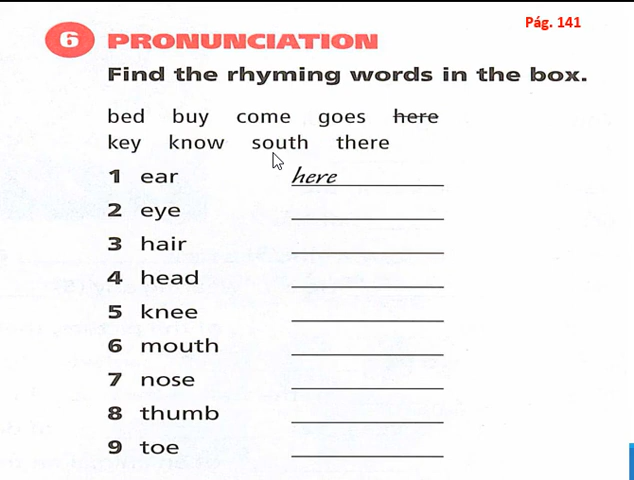 Pág. 141
6 PRONUNCIATION
Find the rhyming words in the box.
bed buy come goes here
key know south there
1 ear here
2 eye
3 hair
4 head
5 knee
6 mouth
7 nose
8 thumb
9 toe